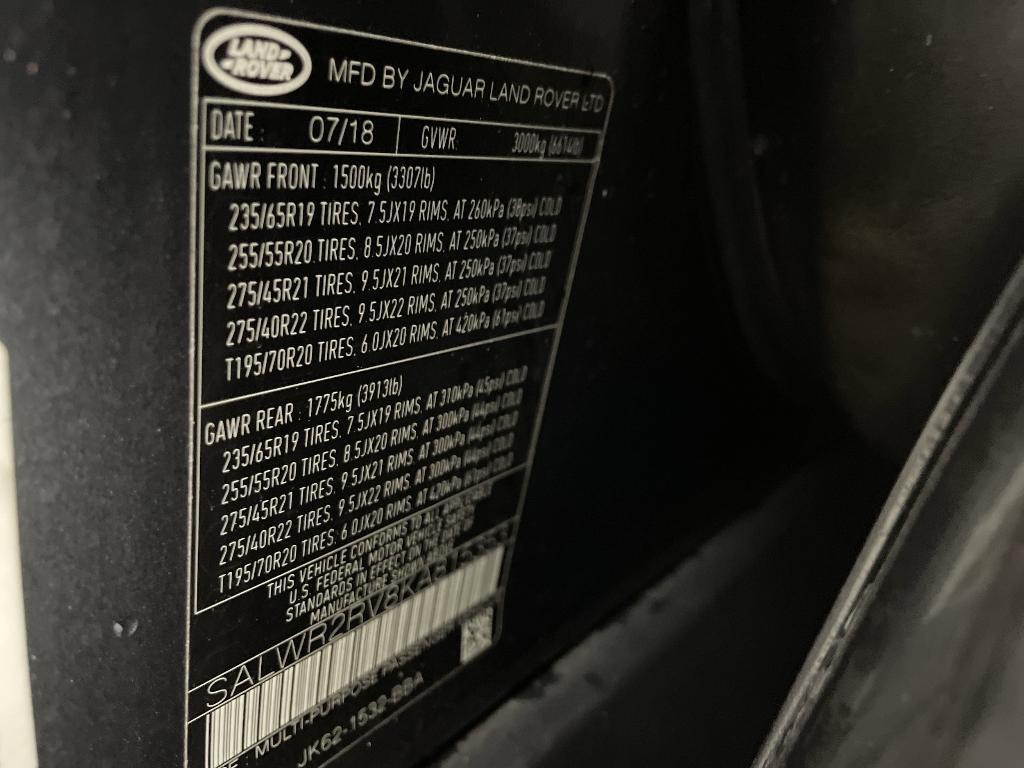 LAND ROVER
MFD BY JAGUAR LAND ROVER LTD
DATE : 07/18 GVWR: 3000kg (6614lb)
GAWR FRONT : 1500kg (3307lb)
235/65R19 TIRES, 7.5JX19 RIMS, AT 260kPa (38psi) COLD
255/55R20 TIRES, 8.5JX20 RIMS, AT 250kPa (37psi) COLD
275/45R21 TIRES, 9.5JX21 RIMS, AT 250kPa (37psi) COLD
275/40R22 TIRES, 9.5JX22 RIMS, AT 250kPa (37psi) COLD
T195/70R20 TIRES, 6.0JX20 RIMS, AT 420kPa (61psi) COLD
GAWR REAR : 1775kg (3913lb)
235/65R19 TIRES, 7.5JX19 RIMS, AT 310kPa (45psi) COLD
255/55R20 TIRES, 8.5JX20 RIMS, AT 300kPa (44psi) COLD
275/45R21 TIRES, 9.5JX21 RIMS, AT 300kPa (44psi) COLD
275/40R22 TIRES, 9.5JX22 RIMS, AT 300kPa (44psi) COLD
T195/70R20 TIRES, 6.0JX20 RIMS, AT 420kPa (61psi) COLD
THIS VEHICLE CONFORMS TO ALL APPLICABLE
U.S. FEDERAL MOTOR VEHICLE SAFETY
STANDARDS IN EFFECT ON THE DATE OF
MANUFACTURE SHOWN
SALWR2RV8KA
MULTI-PURPOSE PASSENGER
JK62-1532-BBA